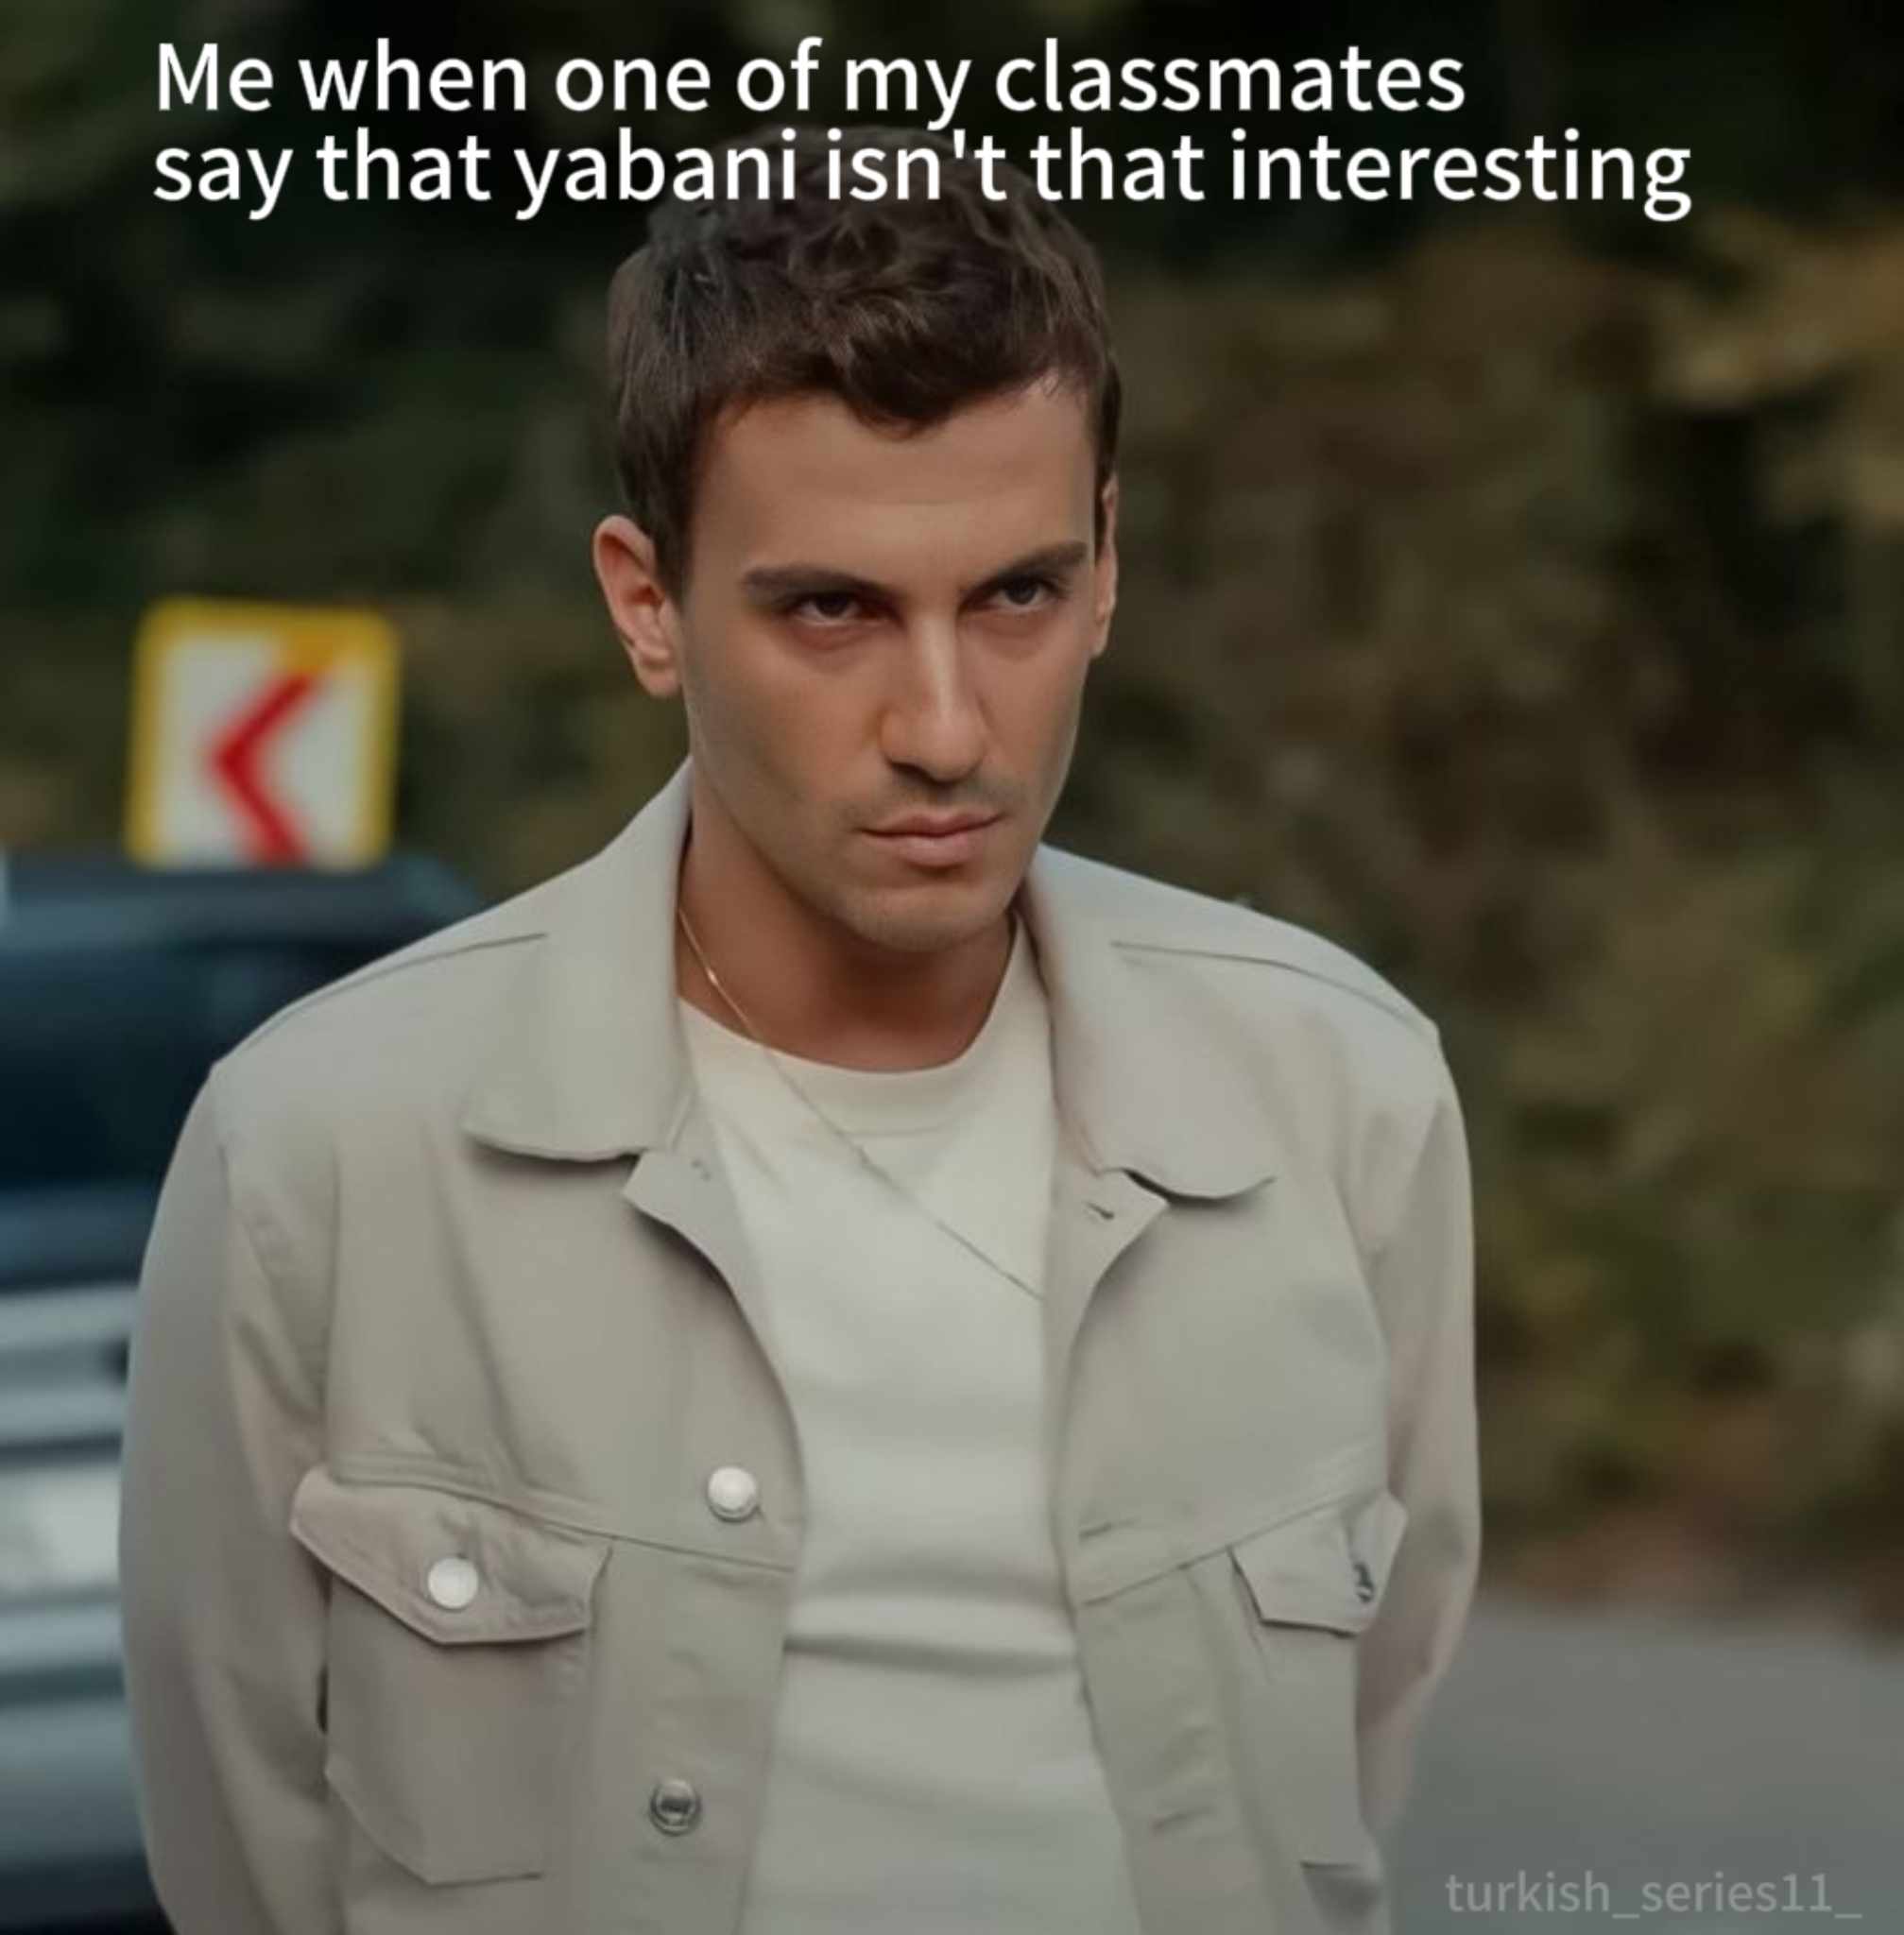 Me when one of my classmates
say that yabani isn't that interesting
turkish_series11_